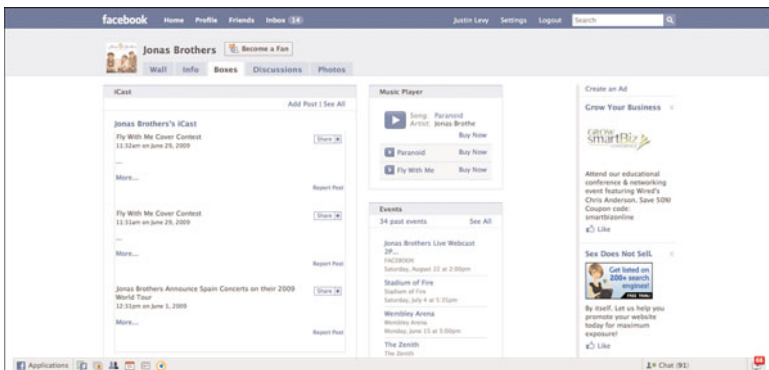 facebook Home Profile Friends Inbox 34 Justin Levy Settings Logout Search
Jonas Brothers Become a Fan
Wall Info Boxes Discussions Photos
iCast
Add Post | See All
Jonas Brothers's iCast
Fly With Me Cover Contest Share +
11:32am on June 29, 2009
...
More...
Report Post
Fly With Me Cover Contest Share +
11:31am on June 29, 2009
...
More...
Report Post
Jonas Brothers Announce Spain Concerts on their 2009 Share +
World Tour
12:31pm on June 3, 2009
More...
Report Post
Music Player
Song: Paranoid
Artist: Jonas Brothe
Buy Now
Paranoid Buy Now
Fly With Me Buy Now
Events
34 past events See All
Jonas Brothers Live Webcast
2P...
FACEBOOK
Saturday, August 22 at 2:00pm
Stadium of Fire
Stadium of Fire
Saturday, July 4 at 5:31pm
Wembley Arena
Wembley Arena
Monday, June 15 at 5:00pm
The Zenith
The Zenith
Create an Ad
Grow Your Business x
GROW
smartBiz
CONFERENCE
Attend our educational
conference & networking
event featuring Wired's
Chris Anderson. Save 50%!
Coupon code:
smartbizonline
Like
Sex Does Not Sell. x
Get listed on
200+ search
engines!
FREE TRIAL!
By itself. Let us help you
promote your website
today for maximum
exposure!
Like
Applications Chat (91)